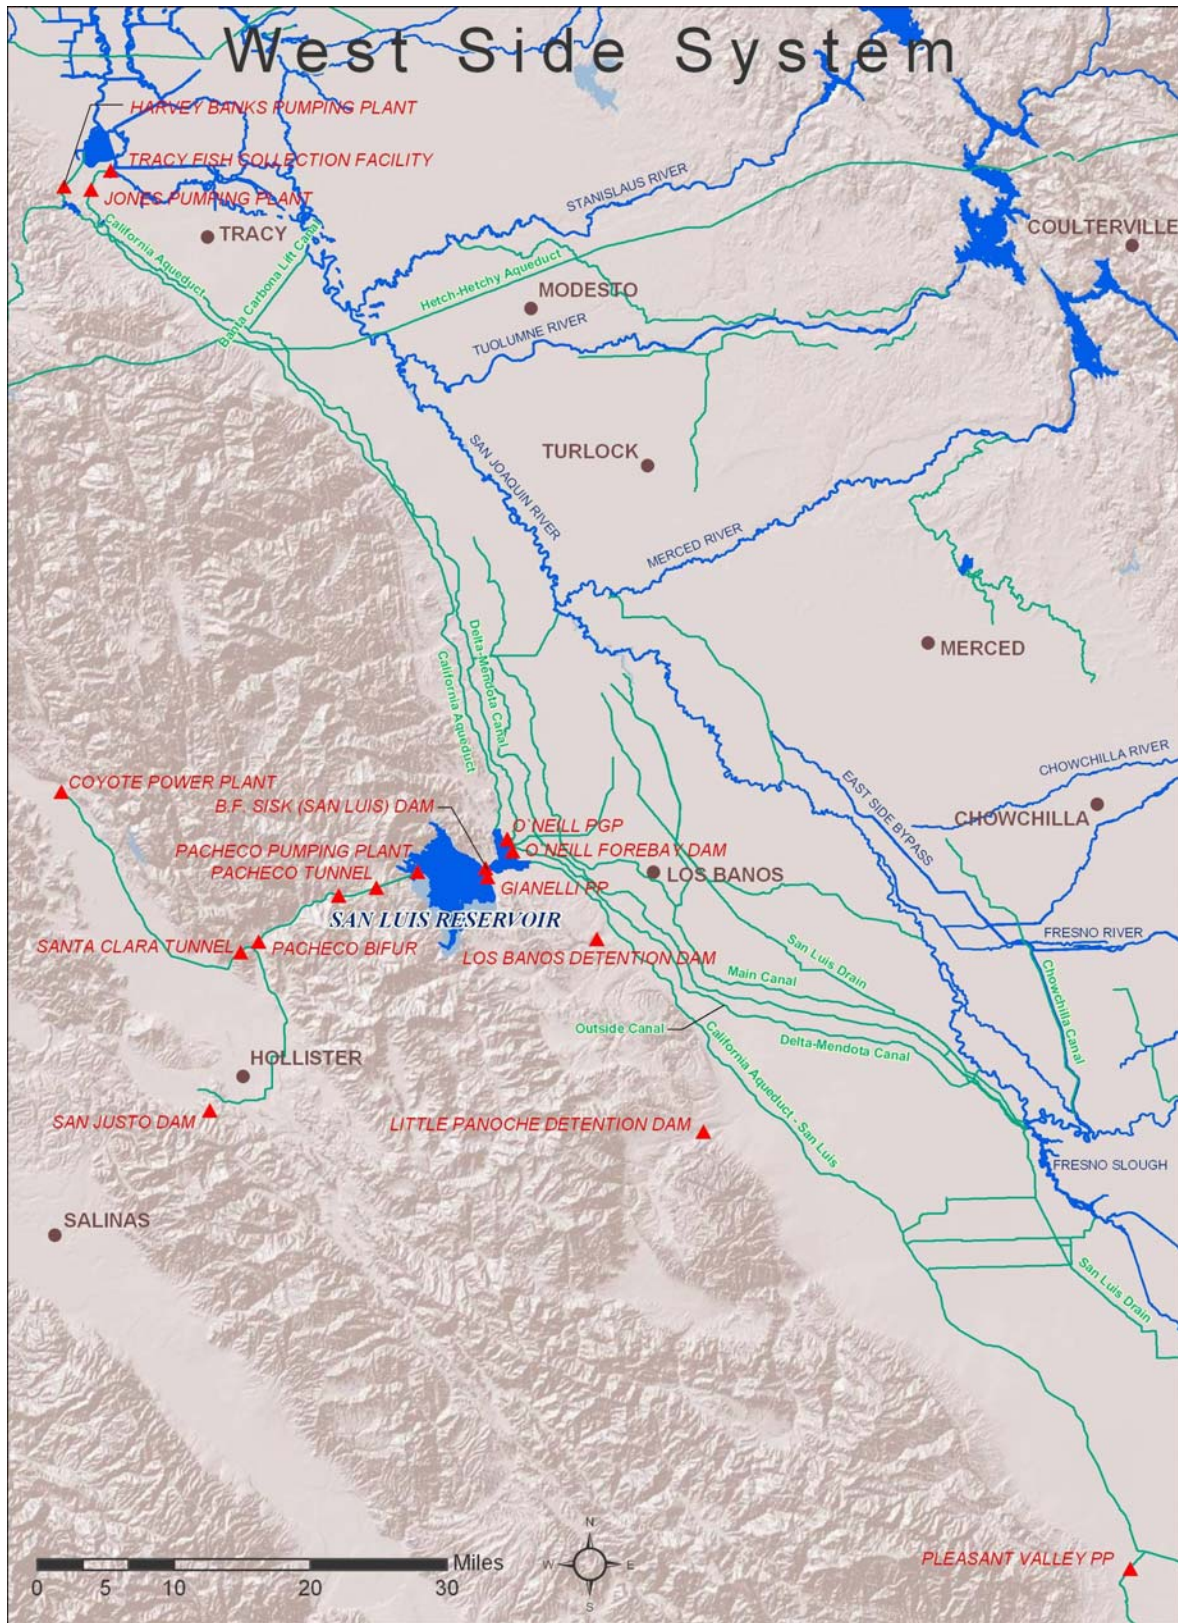 West Side System
HARVEY BANKS PUMPING PLANT
TRACY FISH COLLECTION FACILITY
JONES PUMPING PLANT
STANISLAUS RIVER
California Aqueduct
TRACY
Banta Carbona Lift Canal
COULTERVILLE
Hetch-Hetchy Aqueduct
MODESTO
TUOLUMNE RIVER
TURLOCK
SAN JOAQUIN RIVER
MERCED RIVER
MERCED
Delta-Mendota Canal
California Aqueduct
CHOWCHILLA RIVER
COYOTE POWER PLANT
B.F. SISK (SAN LUIS) DAM
EAST SIDE BYPASS
CHOWCHILLA
O`NEILL PGP
PACHECO PUMPING PLANT
O`NEILL FOREBAY DAM
PACHECO TUNNEL
LOS BANOS
GIANELLI PP
SAN LUIS RESERVOIR
FRESNO RIVER
SANTA CLARA TUNNEL
PACHECO BIFUR
LOS BANOS DETENTION DAM
San Luis Drain
Main Canal
Chowchilla Canal
Outside Canal
Delta-Mendota Canal
HOLLISTER
California Aqueduct - San Luis
SAN JUSTO DAM
LITTLE PANOCHE DETENTION DAM
FRESNO SLOUGH
SALINAS
San Luis Drain
N
W
E
S
Miles
0 5 10 20 30
PLEASANT VALLEY PP